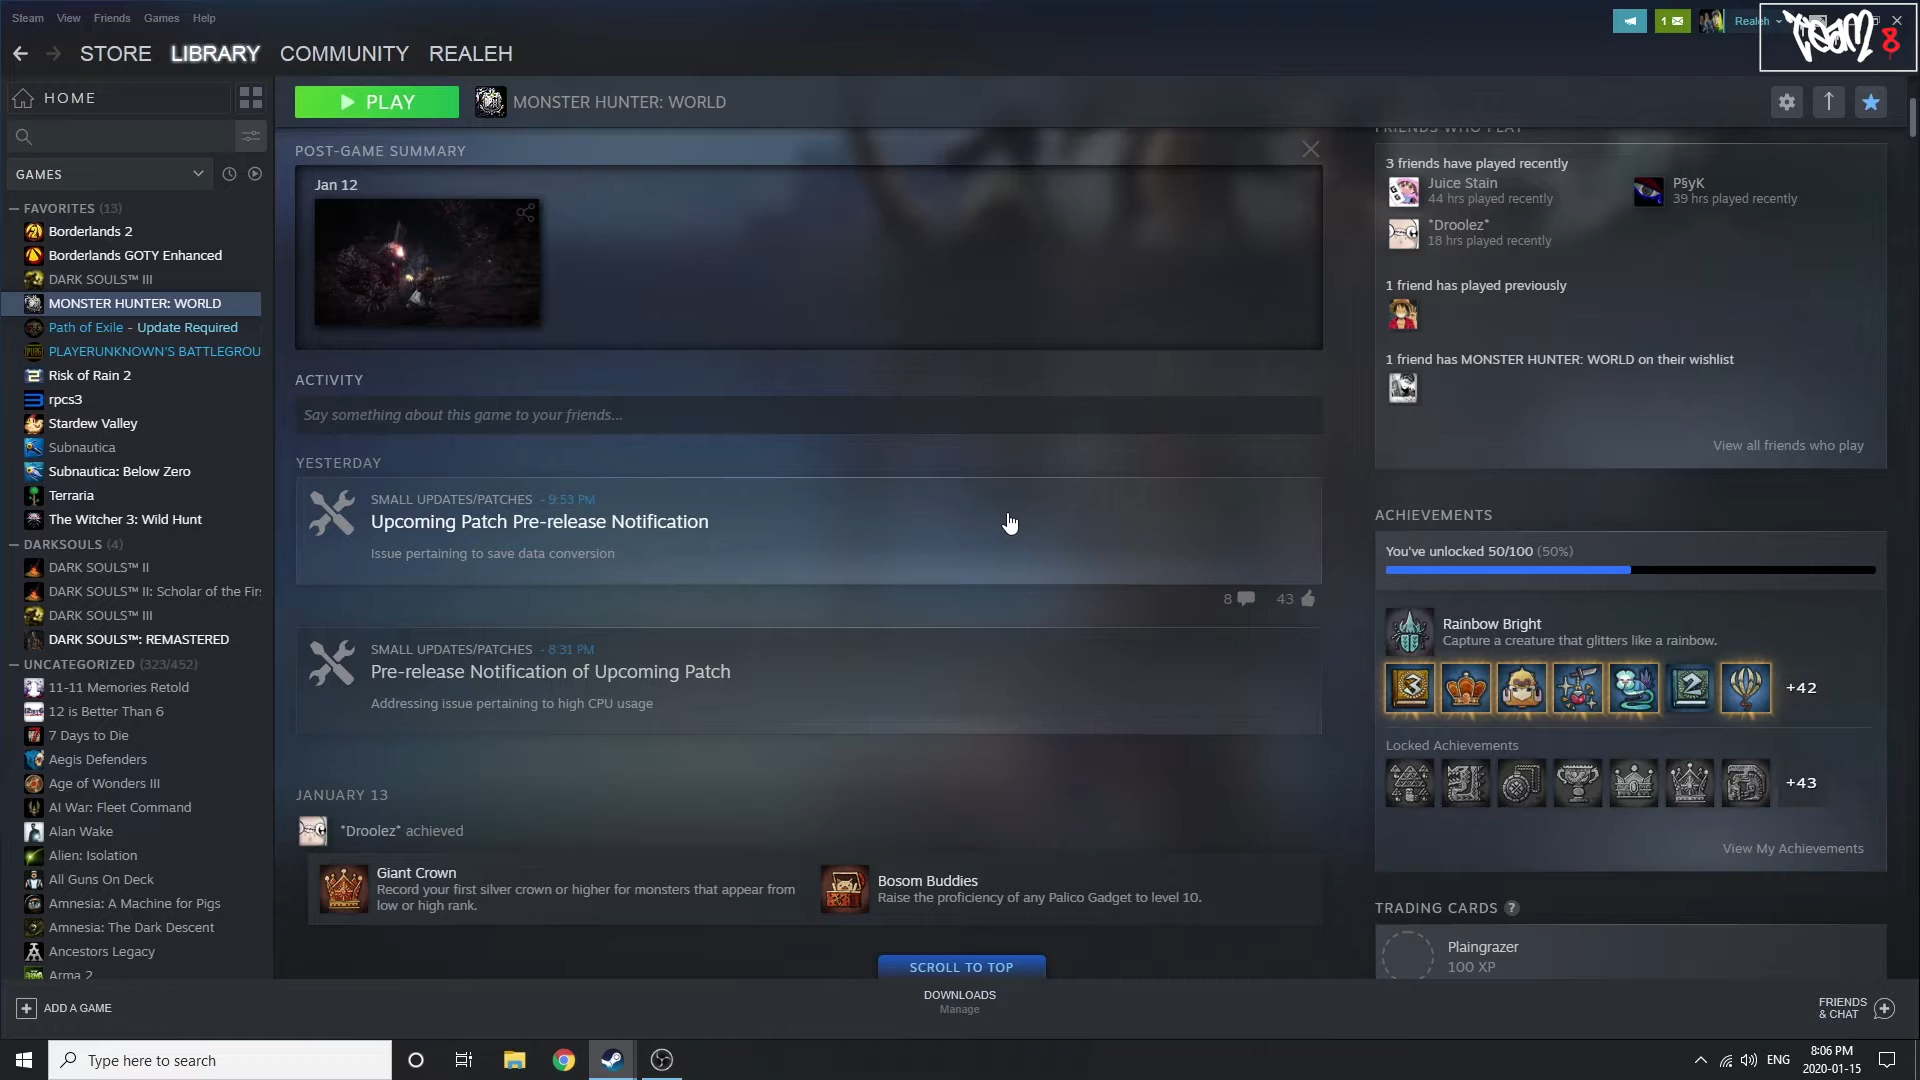 Steam View Friends Games Help
1
Realeh
TEAM 8
STORE LIBRARY COMMUNITY REALEH
HOME
PLAY MONSTER HUNTER: WORLD
GAMES
FAVORITES (13)
Borderlands 2
Borderlands GOTY Enhanced
DARK SOULS™ III
MONSTER HUNTER: WORLD
Path of Exile - Update Required
PLAYERUNKNOWN'S BATTLEGROU
Risk of Rain 2
rpcs3
Stardew Valley
Subnautica
Subnautica: Below Zero
Terraria
The Witcher 3: Wild Hunt
DARKSOULS (4)
DARK SOULS™ II
DARK SOULS™ II: Scholar of the Fir
DARK SOULS™ III
DARK SOULS™: REMASTERED
UNCATEGORIZED (323/452)
11-11 Memories Retold
12 is Better Than 6
7 Days to Die
Aegis Defenders
Age of Wonders III
AI War: Fleet Command
Alan Wake
Alien: Isolation
All Guns On Deck
Amnesia: A Machine for Pigs
Amnesia: The Dark Descent
Ancestors Legacy
Arma 2
ADD A GAME
POST-GAME SUMMARY
Jan 12
ACTIVITY
Say something about this game to your friends...
YESTERDAY
SMALL UPDATES/PATCHES - 9:53 PM
Upcoming Patch Pre-release Notification
Issue pertaining to save data conversion
8 43
SMALL UPDATES/PATCHES - 8:31 PM
Pre-release Notification of Upcoming Patch
Addressing issue pertaining to high CPU usage
JANUARY 13
*Droolez* achieved
Giant Crown
Record your first silver crown or higher for monsters that appear from
low or high rank.
Bosom Buddies
Raise the proficiency of any Palico Gadget to level 10.
SCROLL TO TOP
DOWNLOADS
Manage
FRIENDS WHO PLAY
3 friends have played recently
Juice Stain
44 hrs played recently
P§yK
39 hrs played recently
*Droolez*
18 hrs played recently
1 friend has played previously
1 friend has MONSTER HUNTER: WORLD on their wishlist
View all friends who play
ACHIEVEMENTS
You've unlocked 50/100 (50%)
Rainbow Bright
Capture a creature that glitters like a rainbow.
3 2 +42
Locked Achievements
+43
View My Achievements
TRADING CARDS ?
Plaingrazer
100 XP
FRIENDS
& CHAT
Type here to search
ENG
8:06 PM
2020-01-15